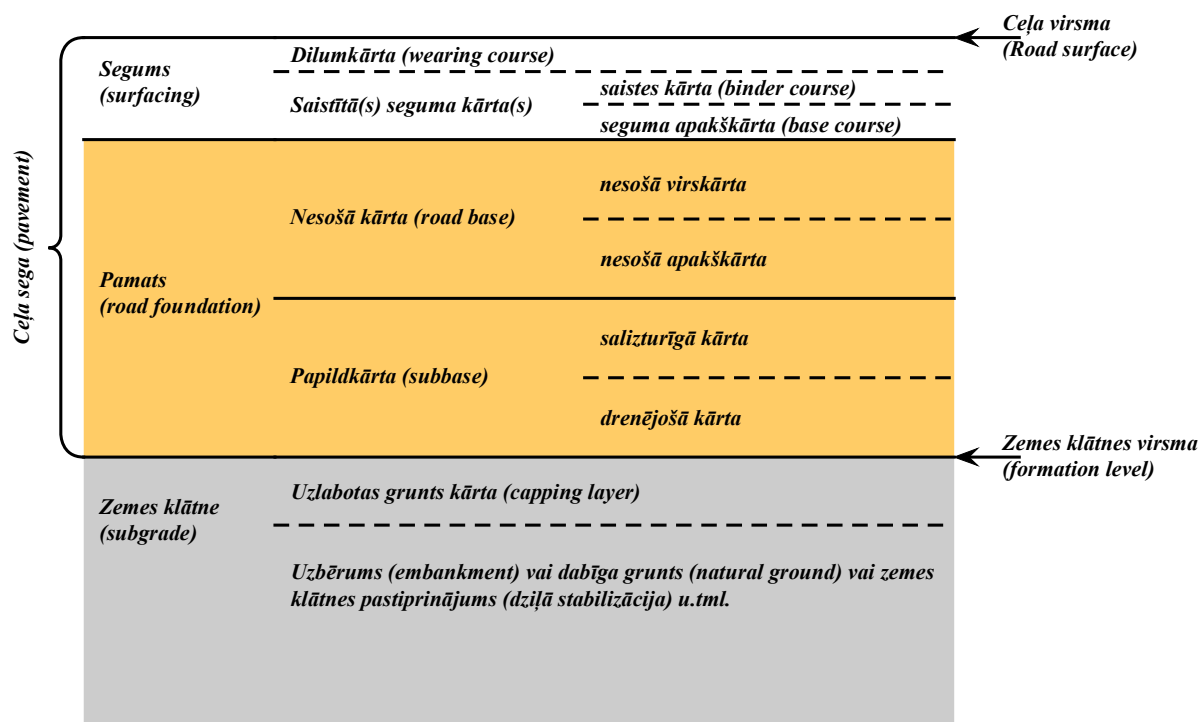 Ceļa virsma
(Road surface)
Segums
(surfacing)
Dilumkārta (wearing course)
Saistītā(s) seguma kārta(s)
saistes kārta (binder course)
seguma apakškārta (base course)
Ceļa sega (pavement)
Pamats
(road foundation)
Nesošā kārta (road base)
nesošā virskārta
nesošā apakškārta
Papildkārta (subbase)
salizturīgā kārta
drenējošā kārta
Zemes klātnes virsma
(formation level)
Zemes klātne
(subgrade)
Uzlabotas grunts kārta (capping layer)
Uzbērums (embankment) vai dabīga grunts (natural ground) vai zemes
klātnes pastiprinājums (dziļā stabilizācija) u.tml.